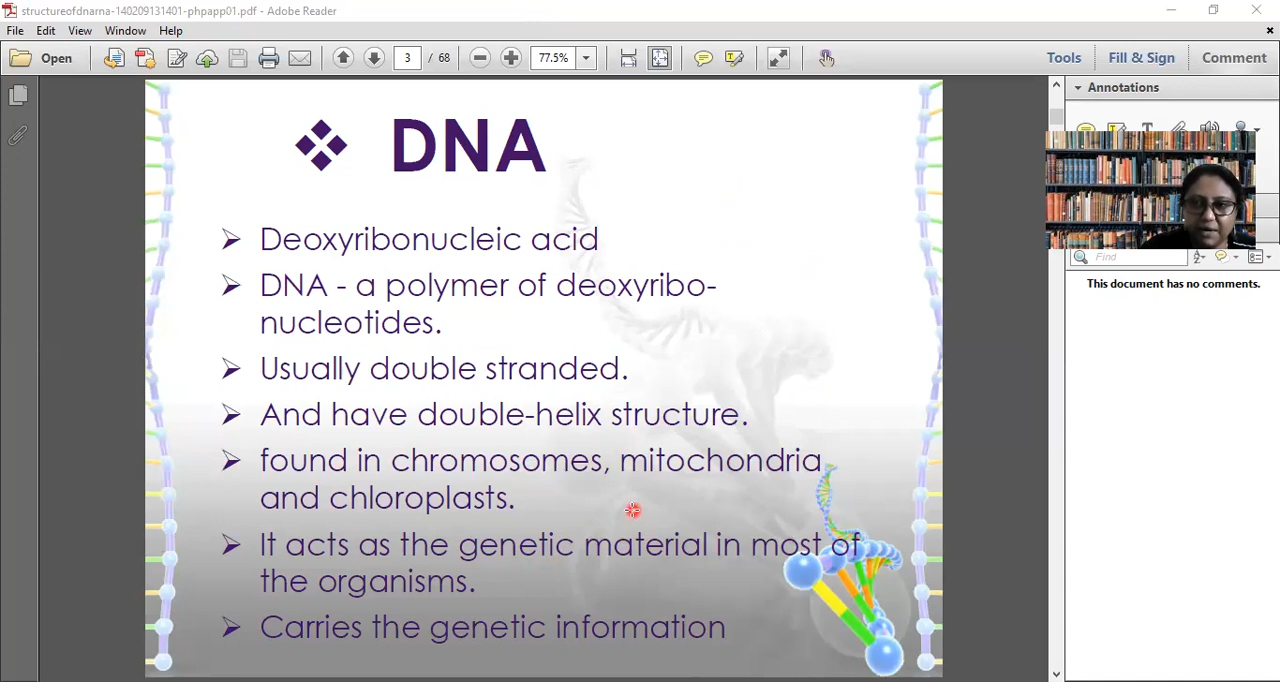 structureofdnarna-140209131401-phpapp01.pdf - Adobe Reader
File Edit View Window Help
Open 3 / 68 77.5% Tools Fill & Sign Comment
Annotations
DNA
Deoxyribonucleic acid
DNA - a polymer of deoxyribo-
nucleotides.
Usually double stranded.
And have double-helix structure.
found in chromosomes, mitochondria
and chloroplasts.
It acts as the genetic material in most of
the organisms.
Carries the genetic information
Find
This document has no comments.